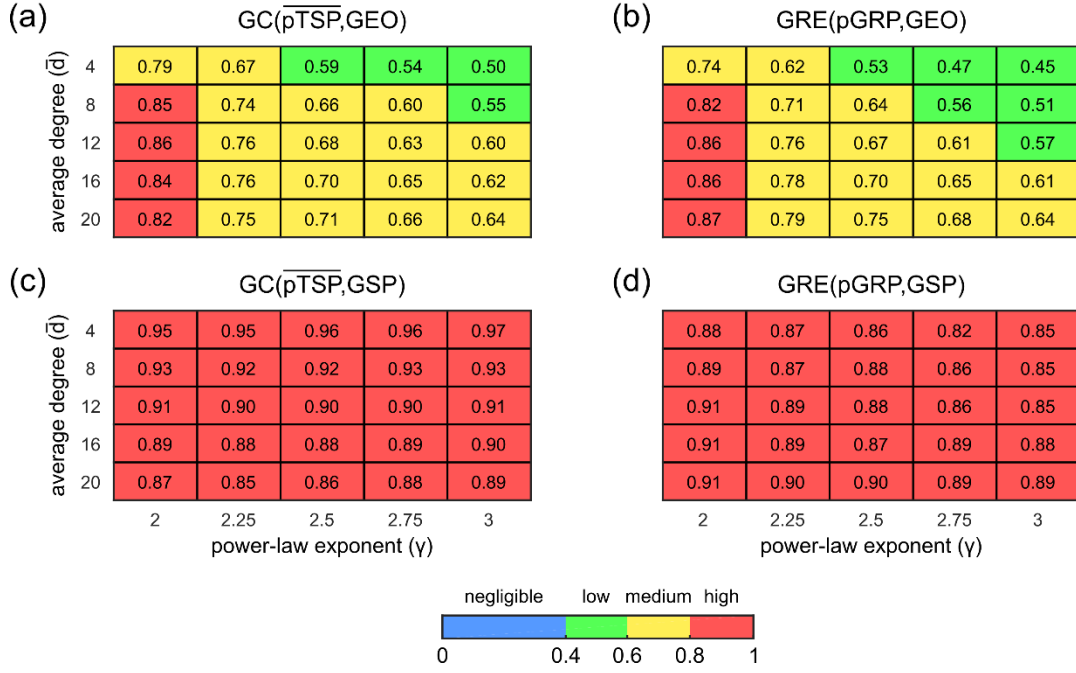 (a) GC(p̅T̅S̅P̅,GEO)
average degree (d̄)
4 0.79 0.67 0.59 0.54 0.50
8 0.85 0.74 0.66 0.60 0.55
12 0.86 0.76 0.68 0.63 0.60
16 0.84 0.76 0.70 0.65 0.62
20 0.82 0.75 0.71 0.66 0.64
(b) GRE(pGRP,GEO)
0.74 0.62 0.53 0.47 0.45
0.82 0.71 0.64 0.56 0.51
0.86 0.76 0.67 0.61 0.57
0.86 0.78 0.70 0.65 0.61
0.87 0.79 0.75 0.68 0.64
(c) GC(p̅T̅S̅P̅,GSP)
average degree (d̄)
4 0.95 0.95 0.96 0.96 0.97
8 0.93 0.92 0.92 0.93 0.93
12 0.91 0.90 0.90 0.90 0.91
16 0.89 0.88 0.88 0.89 0.90
20 0.87 0.85 0.86 0.88 0.89
2 2.25 2.5 2.75 3
power-law exponent (γ)
(d) GRE(pGRP,GSP)
0.88 0.87 0.86 0.82 0.85
0.89 0.87 0.88 0.86 0.85
0.91 0.89 0.88 0.86 0.85
0.91 0.89 0.87 0.89 0.88
0.91 0.90 0.90 0.89 0.89
2 2.25 2.5 2.75 3
power-law exponent (γ)
negligible low medium high
0 0.4 0.6 0.8 1